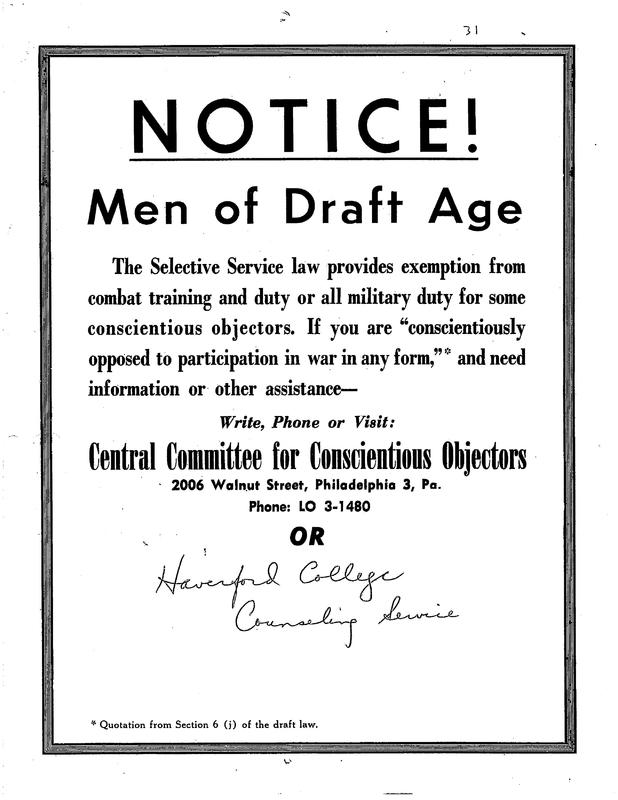 31
NOTICE!
Men of Draft Age
The Selective Service law provides exemption from
combat training and duty or all military duty for some
conscientious objectors. If you are “conscientiously
opposed to participation in war in any form,”* and need
information or other assistance—
Write, Phone or Visit:
Central Committee for Conscientious Objectors
2006 Walnut Street, Philadelphia 3, Pa.
Phone: LO 3-1480
OR
Haverford College
Counseling Service
* Quotation from Section 6 (j) of the draft law.